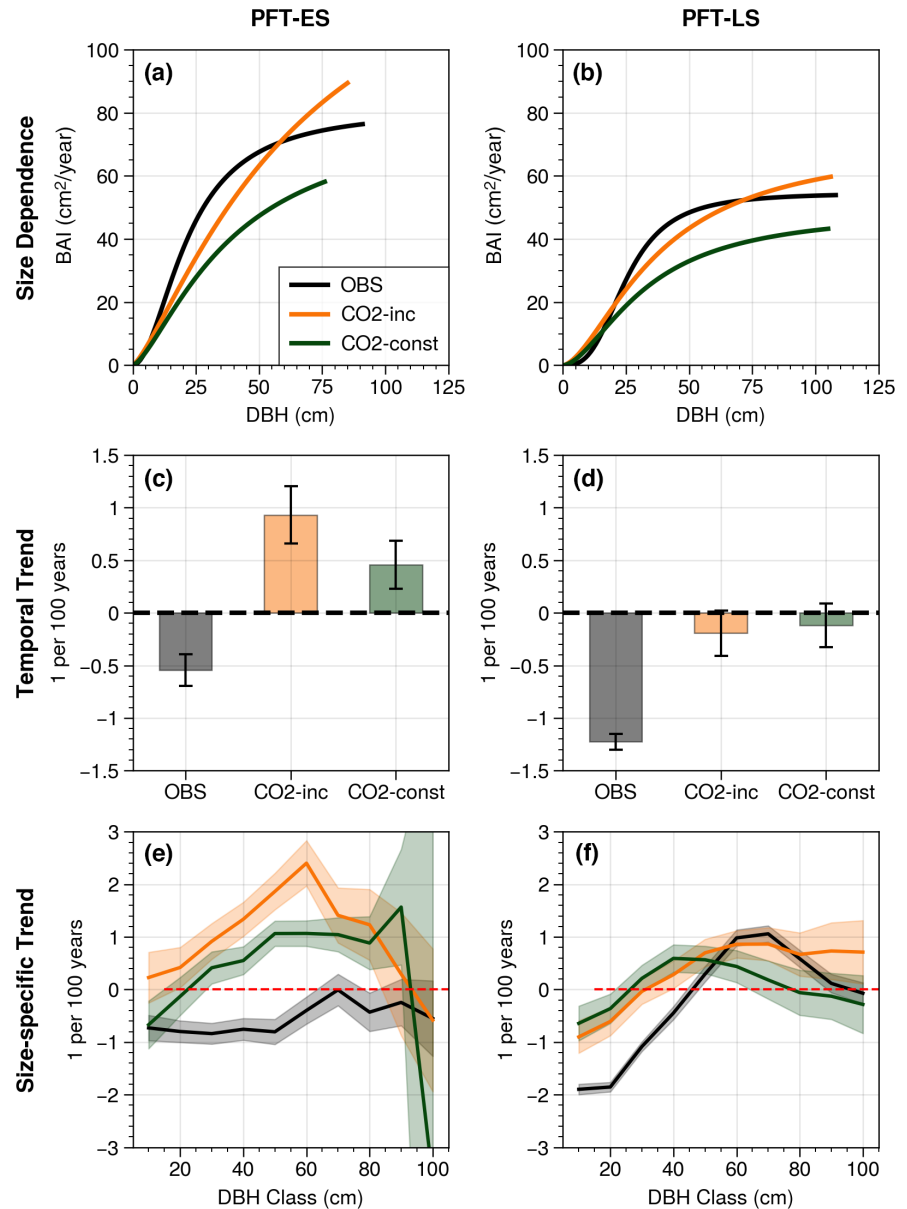 PFT-ES
PFT-LS
Size Dependence
(a)
BAI (cm²/year)
100
80
60
40
20
0
OBS
CO2-inc
CO2-const
0 25 50 75 100 125
DBH (cm)
(b)
BAI (cm²/year)
100
80
60
40
20
0
0 25 50 75 100 125
DBH (cm)
Temporal Trend
(c)
1 per 100 years
1.5
1
0.5
0
−0.5
−1
−1.5
OBS CO2-inc CO2-const
(d)
1 per 100 years
1.5
1
0.5
0
−0.5
−1
−1.5
OBS CO2-inc CO2-const
Size-specific Trend
(e)
1 per 100 years
3
2
1
0
−1
−2
−3
20 40 60 80 100
DBH Class (cm)
(f)
1 per 100 years
3
2
1
0
−1
−2
−3
20 40 60 80 100
DBH Class (cm)